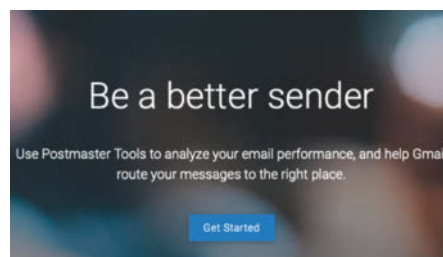 Be a better sender
Use Postmaster Tools to analyze your email performance, and help Gmai
route your messages to the right place.
Get Started